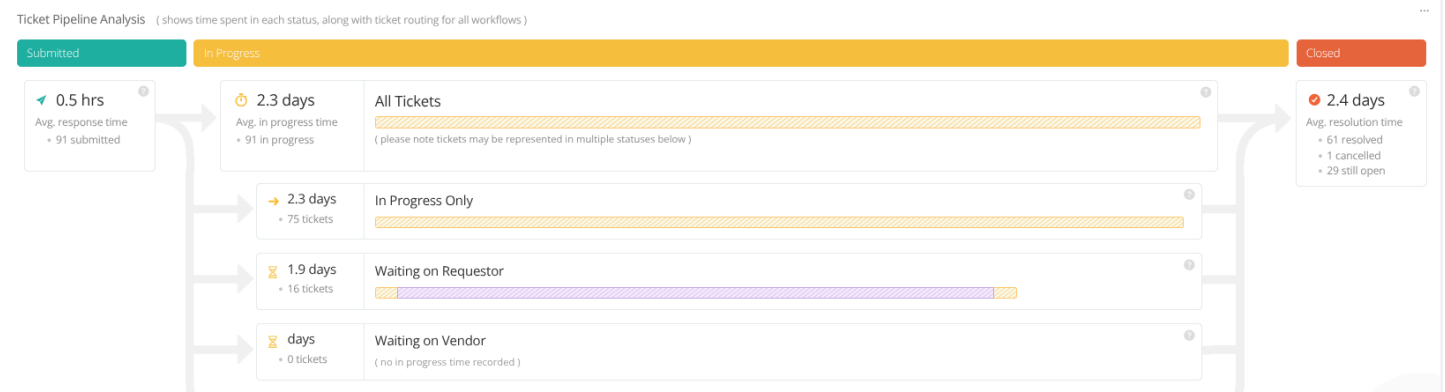 Ticket Pipeline Analysis ( shows time spent in each status, along with ticket routing for all workflows )
...
Submitted
In Progress
Closed
0.5 hrs
?
Avg. response time
91 submitted
2.3 days
Avg. in progress time
91 in progress
All Tickets
?
( please note tickets may be represented in multiple statuses below )
2.4 days
?
Avg. resolution time
61 resolved
1 cancelled
29 still open
2.3 days
75 tickets
In Progress Only
?
1.9 days
16 tickets
Waiting on Requestor
?
days
0 tickets
Waiting on Vendor
?
( no in progress time recorded )